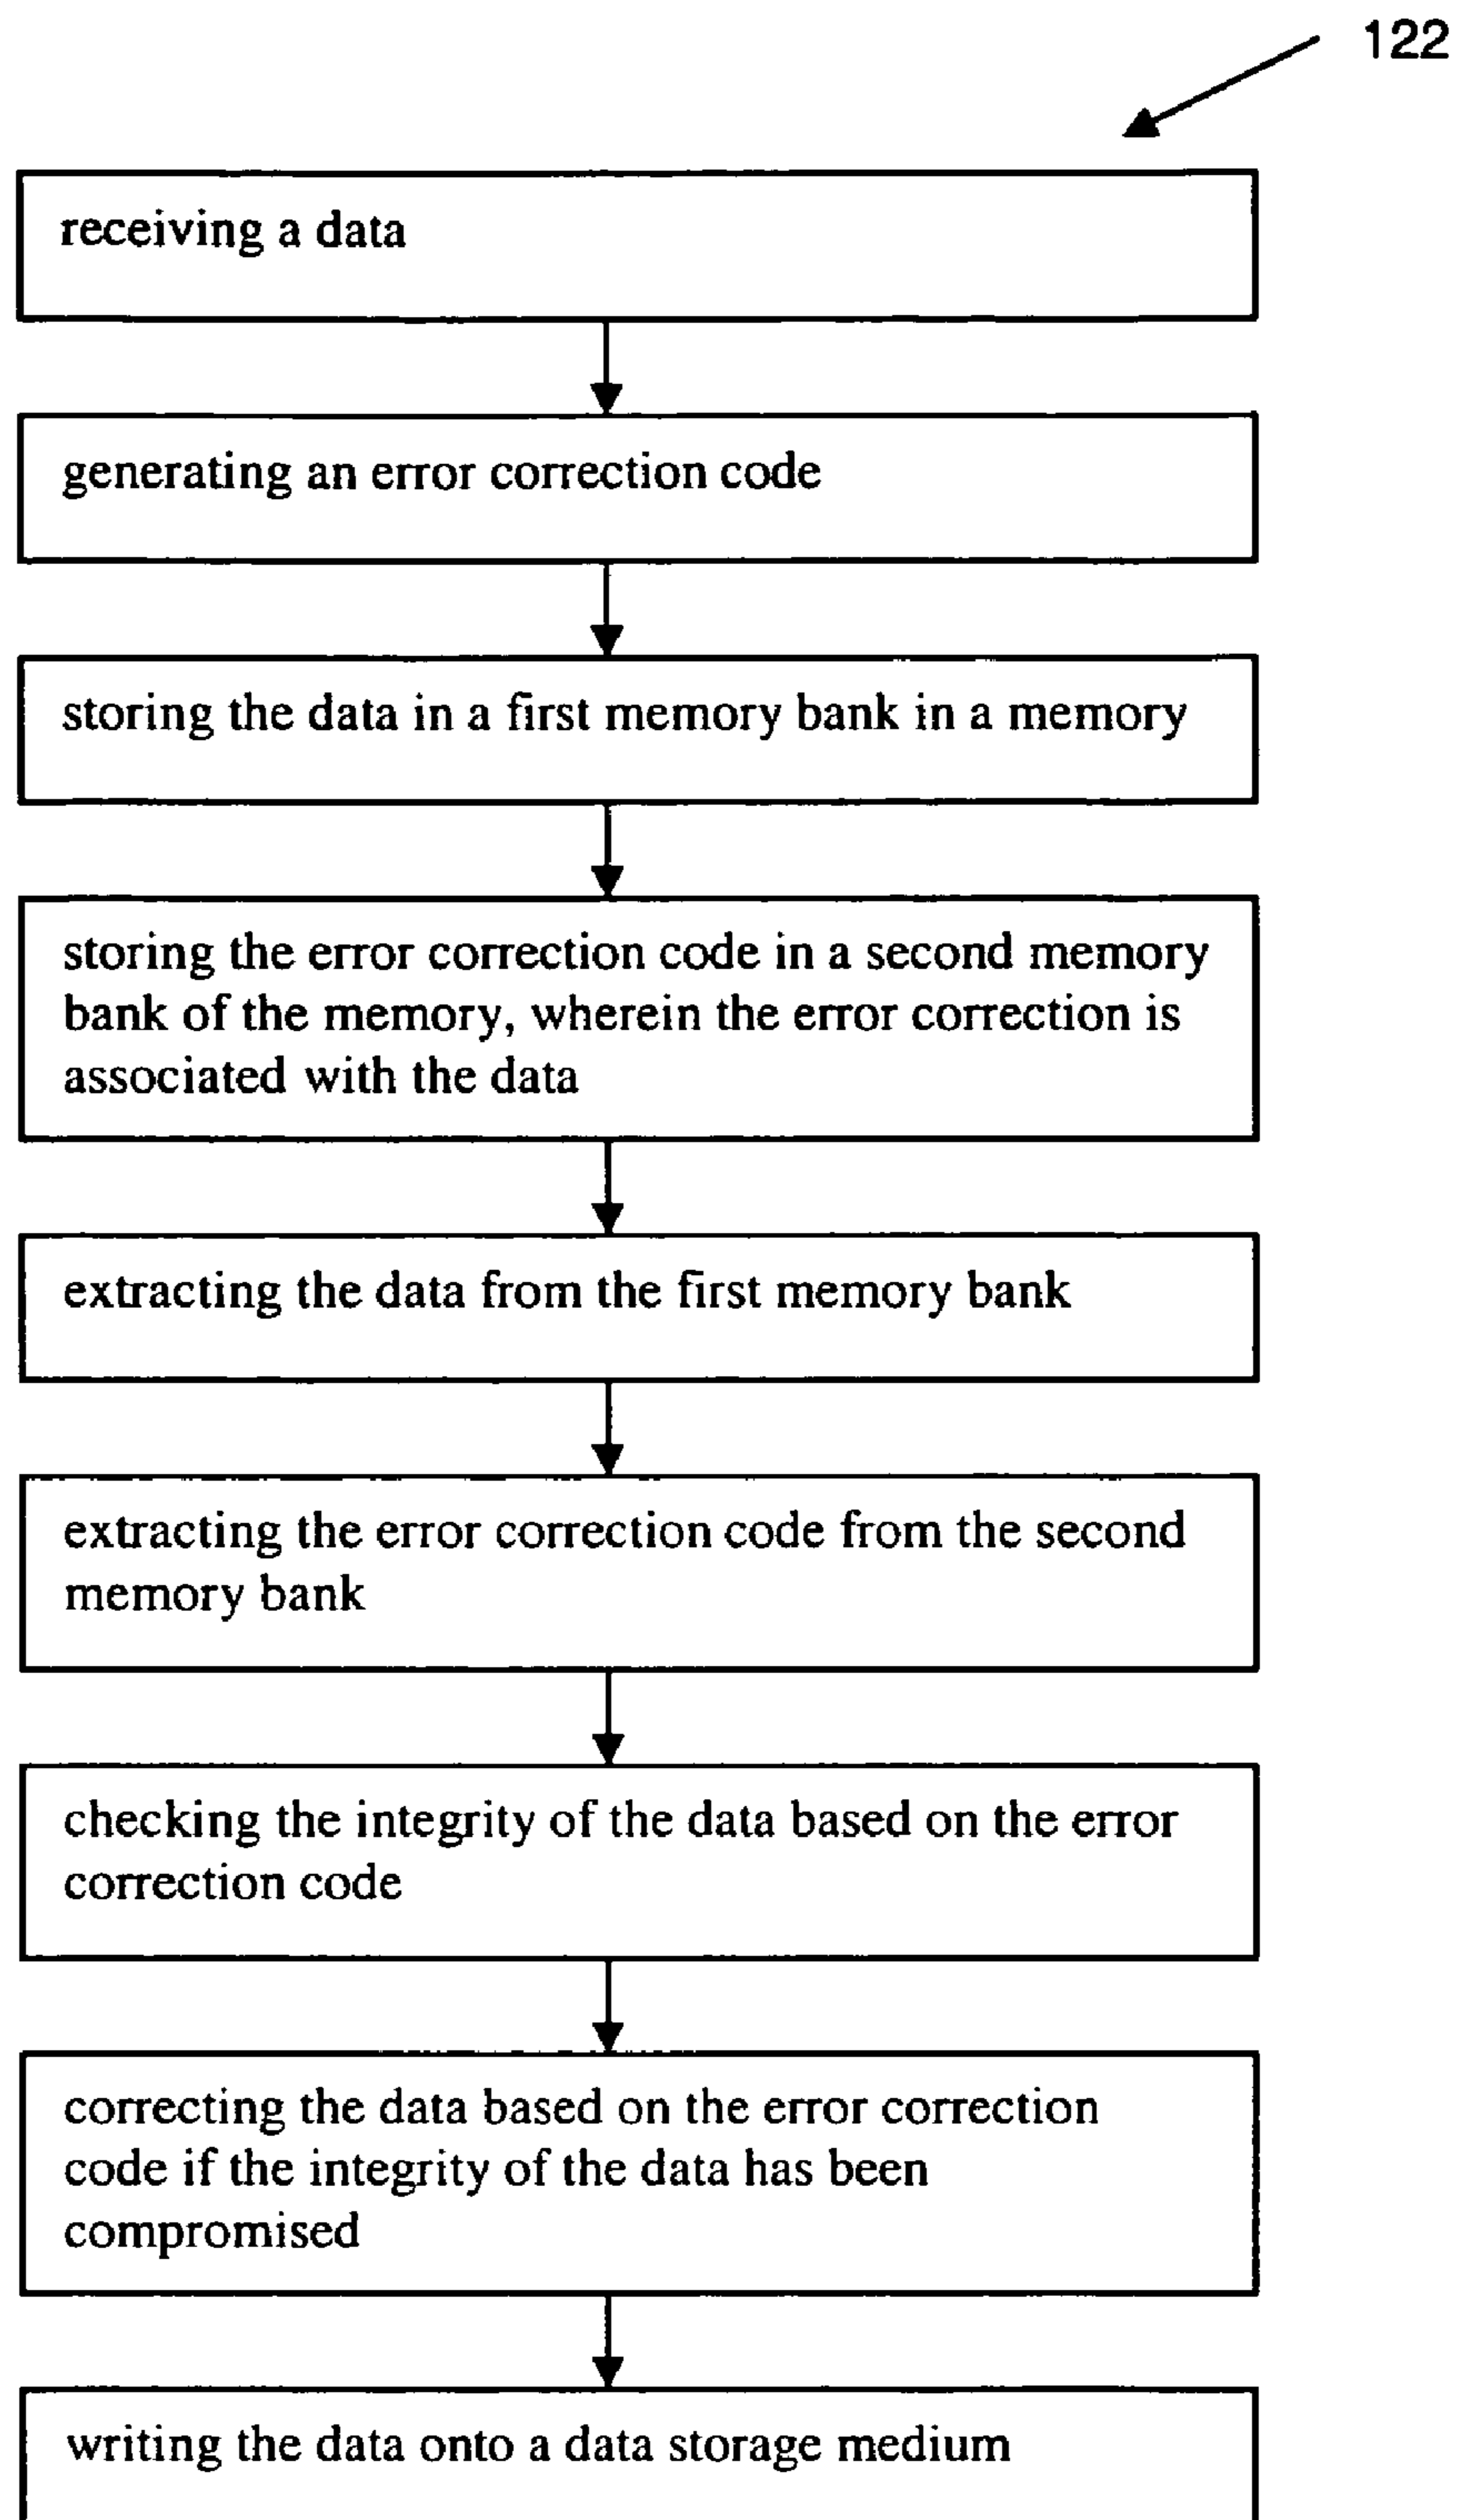 122
receiving a data
generating an error correction code
storing the data in a first memory bank in a memory
storing the error correction code in a second memory
bank of the memory, wherein the error correction is
associated with the data
extracting the data from the first memory bank
extracting the error correction code from the second
memory bank
checking the integrity of the data based on the error
correction code
correcting the data based on the error correction
code if the integrity of the data has been
compromised
writing the data onto a data storage medium